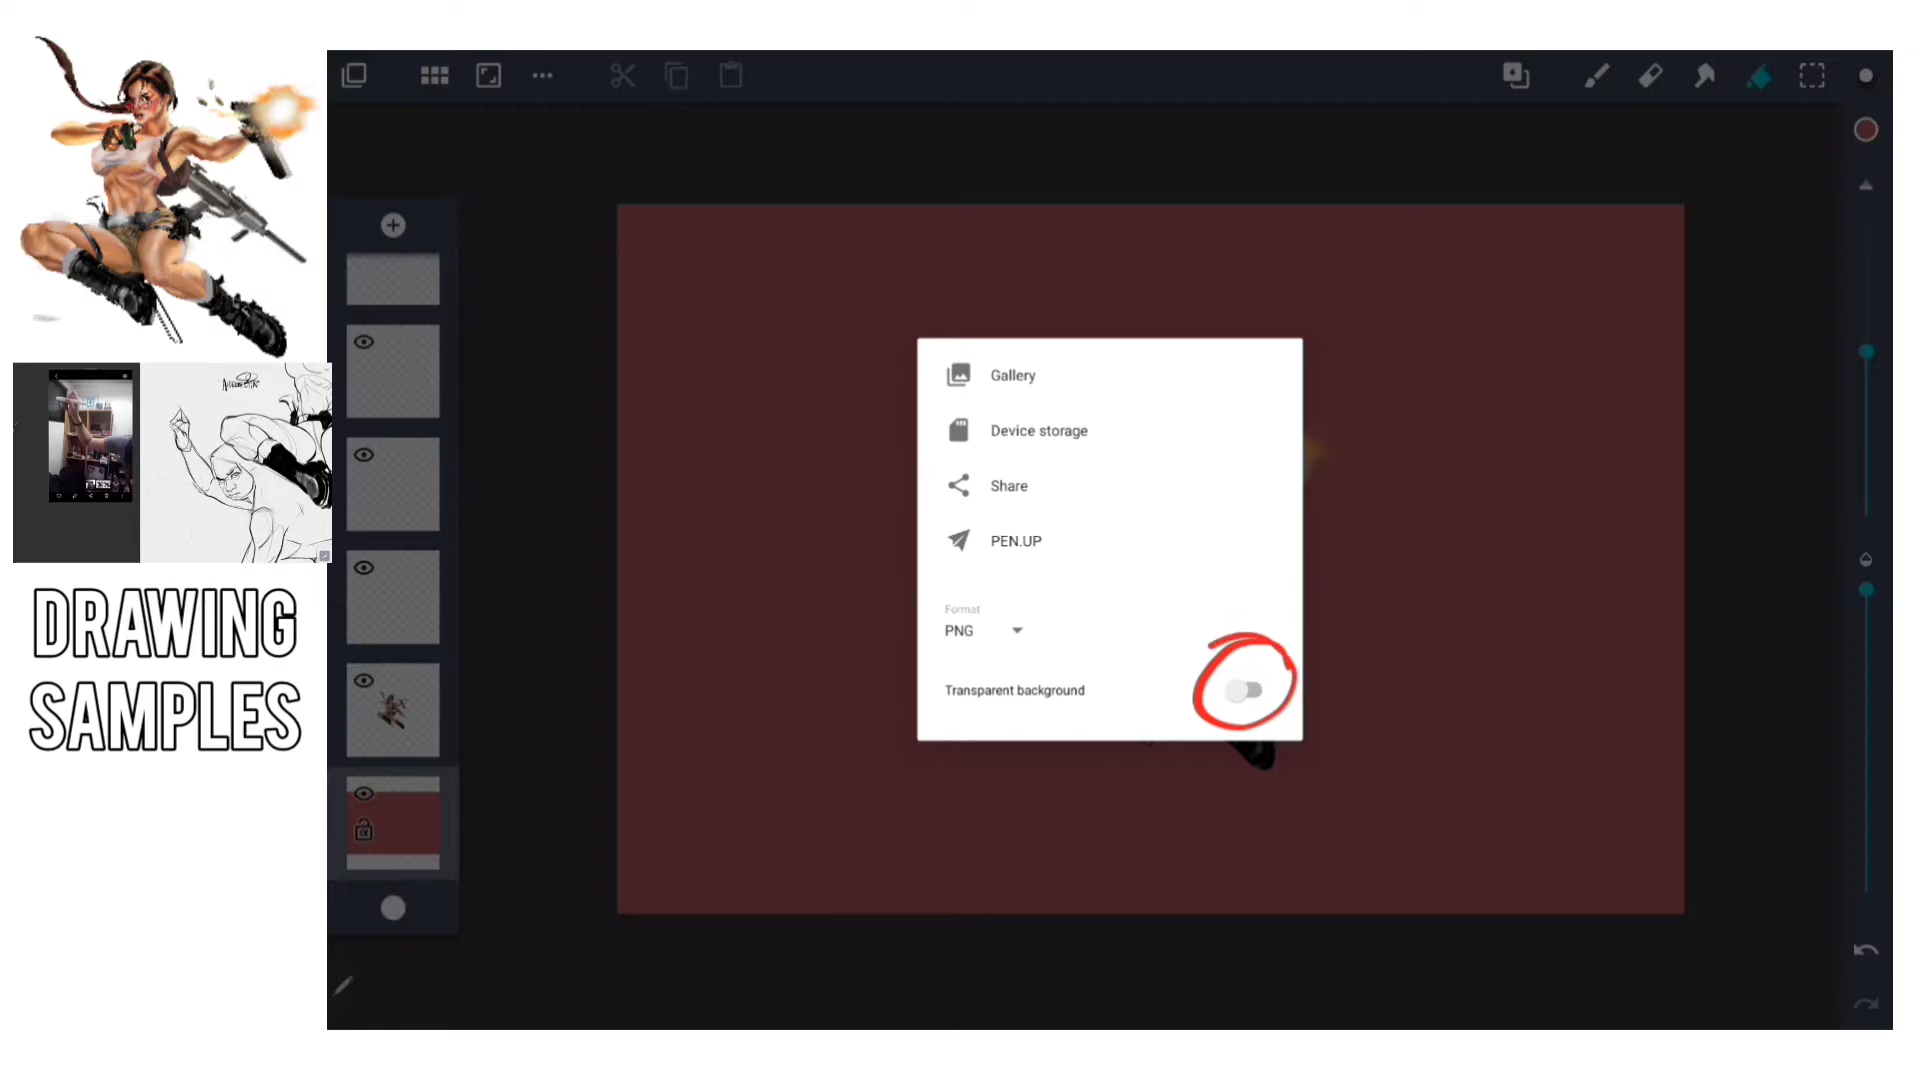 DRAWING
SAMPLES
Gallery
Device storage
Share
PEN.UP
Format
PNG
Transparent background